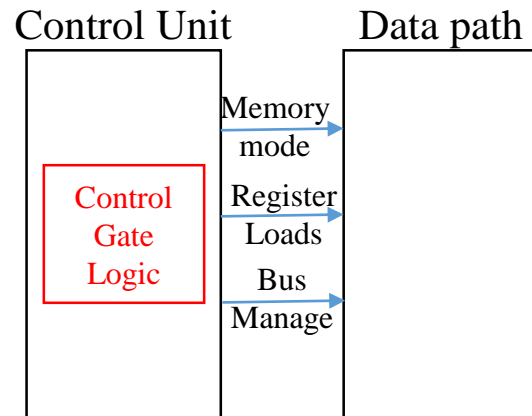 Control Unit
Data path
Memory
mode
Control
Gate
Logic
Register
Loads
Bus
Manage